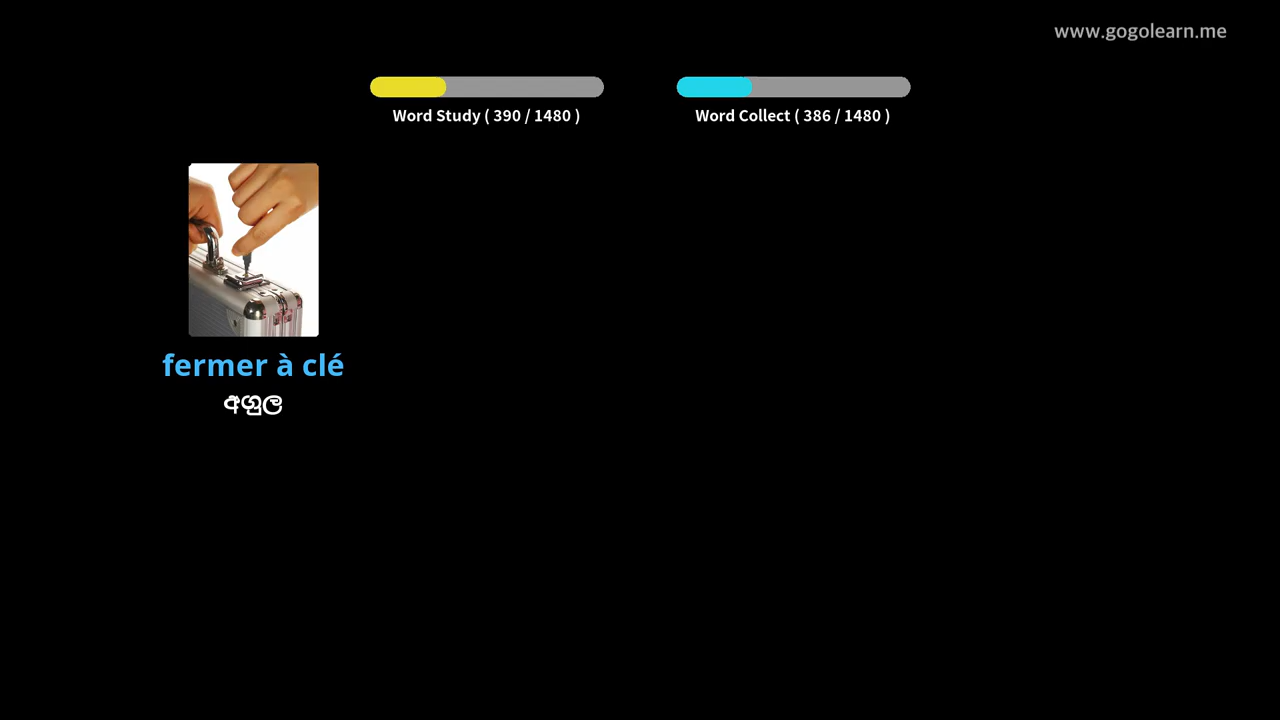 www.gogolearn.me
Word Study ( 390 / 1480 )
Word Collect ( 386 / 1480 )
fermer à clé
අගුල